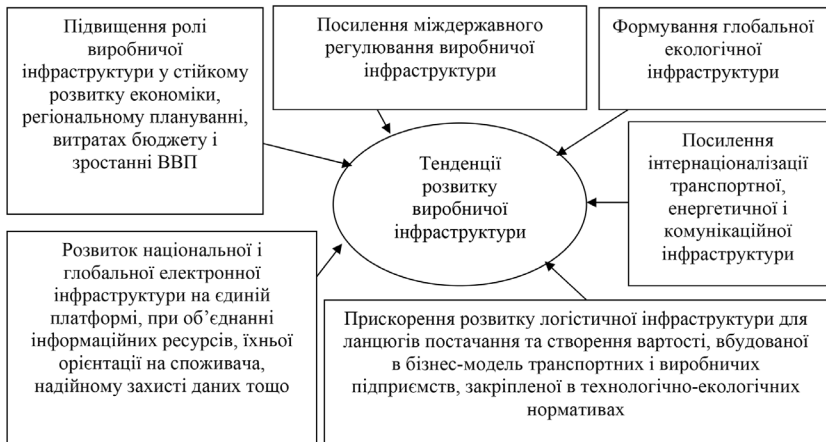 Підвищення ролі
виробничої
інфраструктури у стійкому
розвитку економіки,
регіональному плануванні,
витратах бюджету і
зростанні ВВП
Посилення міждержавного
регулювання виробничої
інфраструктури
Формування глобальної
екологічної
інфраструктури
Тенденції
розвитку
виробничої
інфраструктури
Посилення
інтернаціоналізації
транспортної,
енергетичної і
комунікаційної
інфраструктури
Розвиток національної і
глобальної електронної
інфраструктури на єдиній
платформі, при об’єднанні
інформаційних ресурсів, їхньої
орієнтації на споживача,
надійному захисті даних тощо
Прискорення розвитку логістичної інфраструктури для
ланцюгів постачання та створення вартості, вбудованої
в бізнес-модель транспортних і виробничих
підприємств, закріпленої в технологічно-екологічних
нормативах